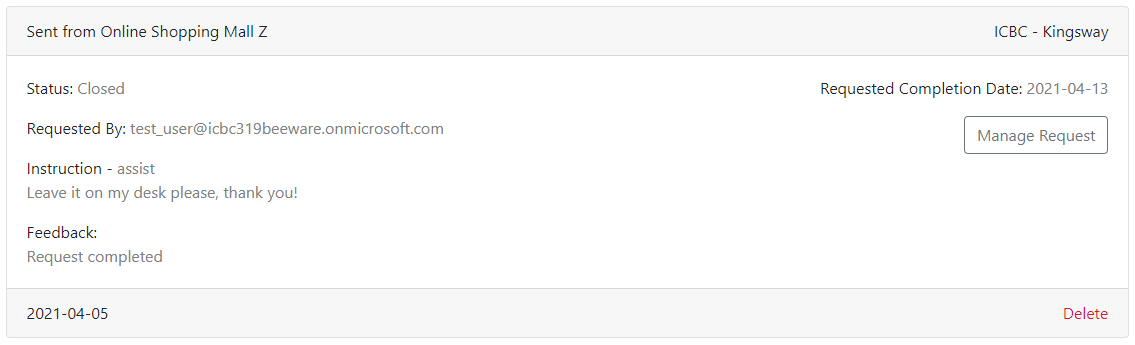 Sent from Online Shopping Mall Z ICBC - Kingsway
Status: Closed Requested Completion Date: 2021-04-13
Requested By: test_user@icbc319beeware.onmicrosoft.com Manage Request
Instruction - assist
Leave it on my desk please, thank you!
Feedback:
Request completed
2021-04-05 Delete